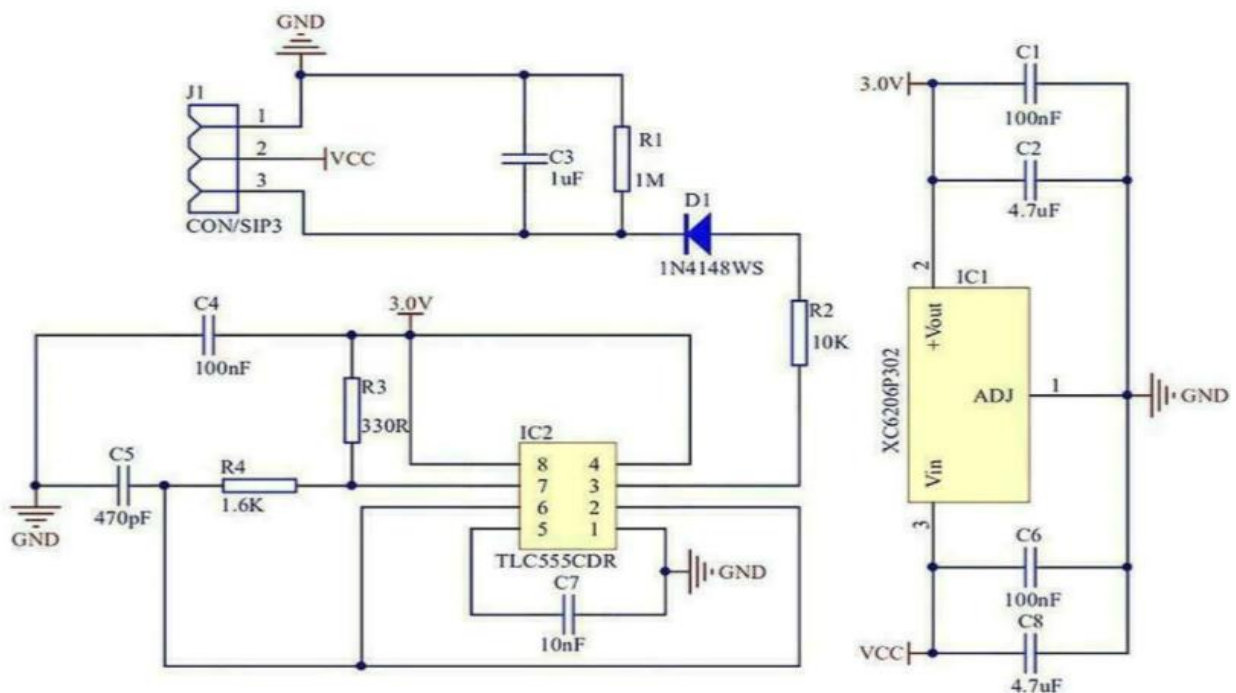 GND
J1
1
2
3
VCC
CON/SIP3
C3
1uF
R1
1M
D1
1N4148WS
R2
10K
C4
100nF
3.0V
R3
330R
C5
470pF
R4
1.6K
GND
IC2
8 4
7 3
6 2
5 1
TLC555CDR
C7
10nF
GND
3.0V
C1
100nF
C2
4.7uF
2
IC1
+Vout
XC6206P302
ADJ
1
GND
Vin
3
C6
100nF
VCC
C8
4.7uF